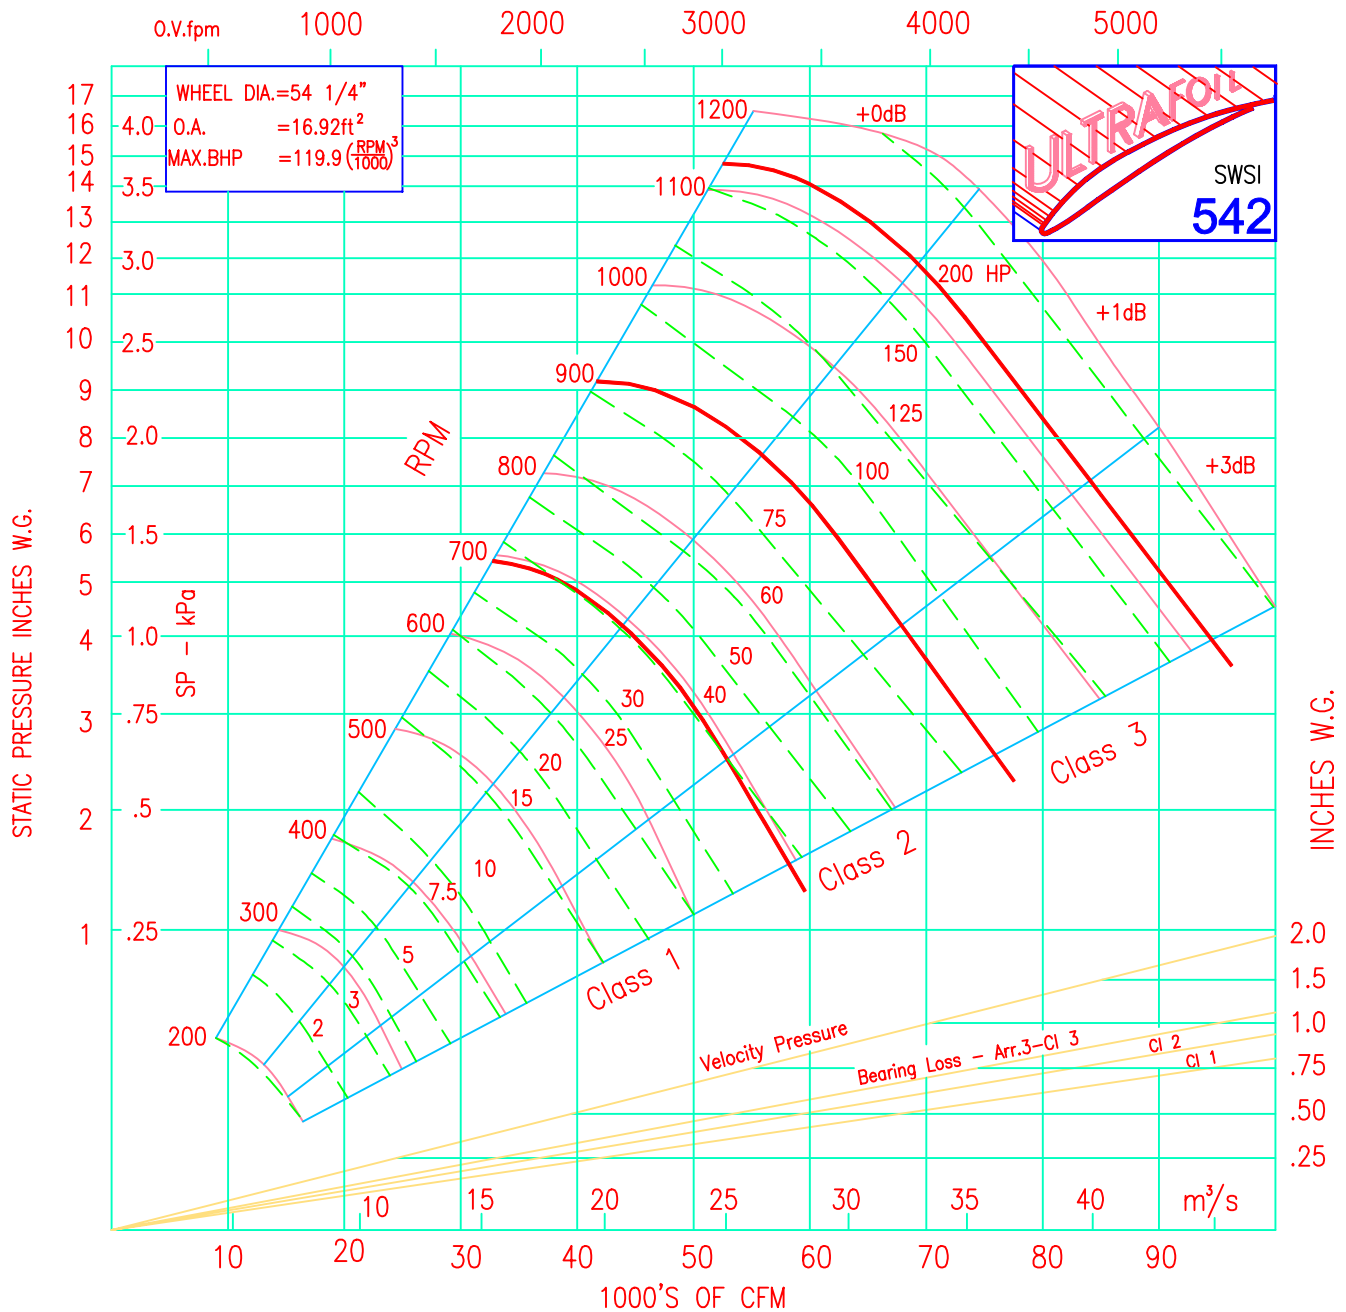 O.V.fpm 1000 2000 3000 4000 5000
WHEEL DIA.=54 1/4"
O.A. =16.92ft²
MAX.BHP =119.9(RPM/1000)³
ULTRAFOIL
SWSI
542
17
16
15
14
13
12
11
10
9
8
7
6
5
4
3
2
1
STATIC PRESSURE INCHES W.G.
4.0
3.5
3.0
2.5
2.0
1.5
1.0
.75
.5
.25
SP – kPa
RPM
1200
1100
1000
900
800
700
600
500
400
300
200
+0dB
+1dB
+3dB
200 HP
150
125
100
75
60
50
40
30
25
20
15
10
7.5
5
3
2
Class 3
Class 2
Class 1
Velocity Pressure
Bearing Loss – Arr.3–Cl 3
Cl 2
Cl 1
INCHES W.G.
2.0
1.5
1.0
.75
.50
.25
10 15 20 25 30 35 40 m³/s
10 20 30 40 50 60 70 80 90
1000'S OF CFM